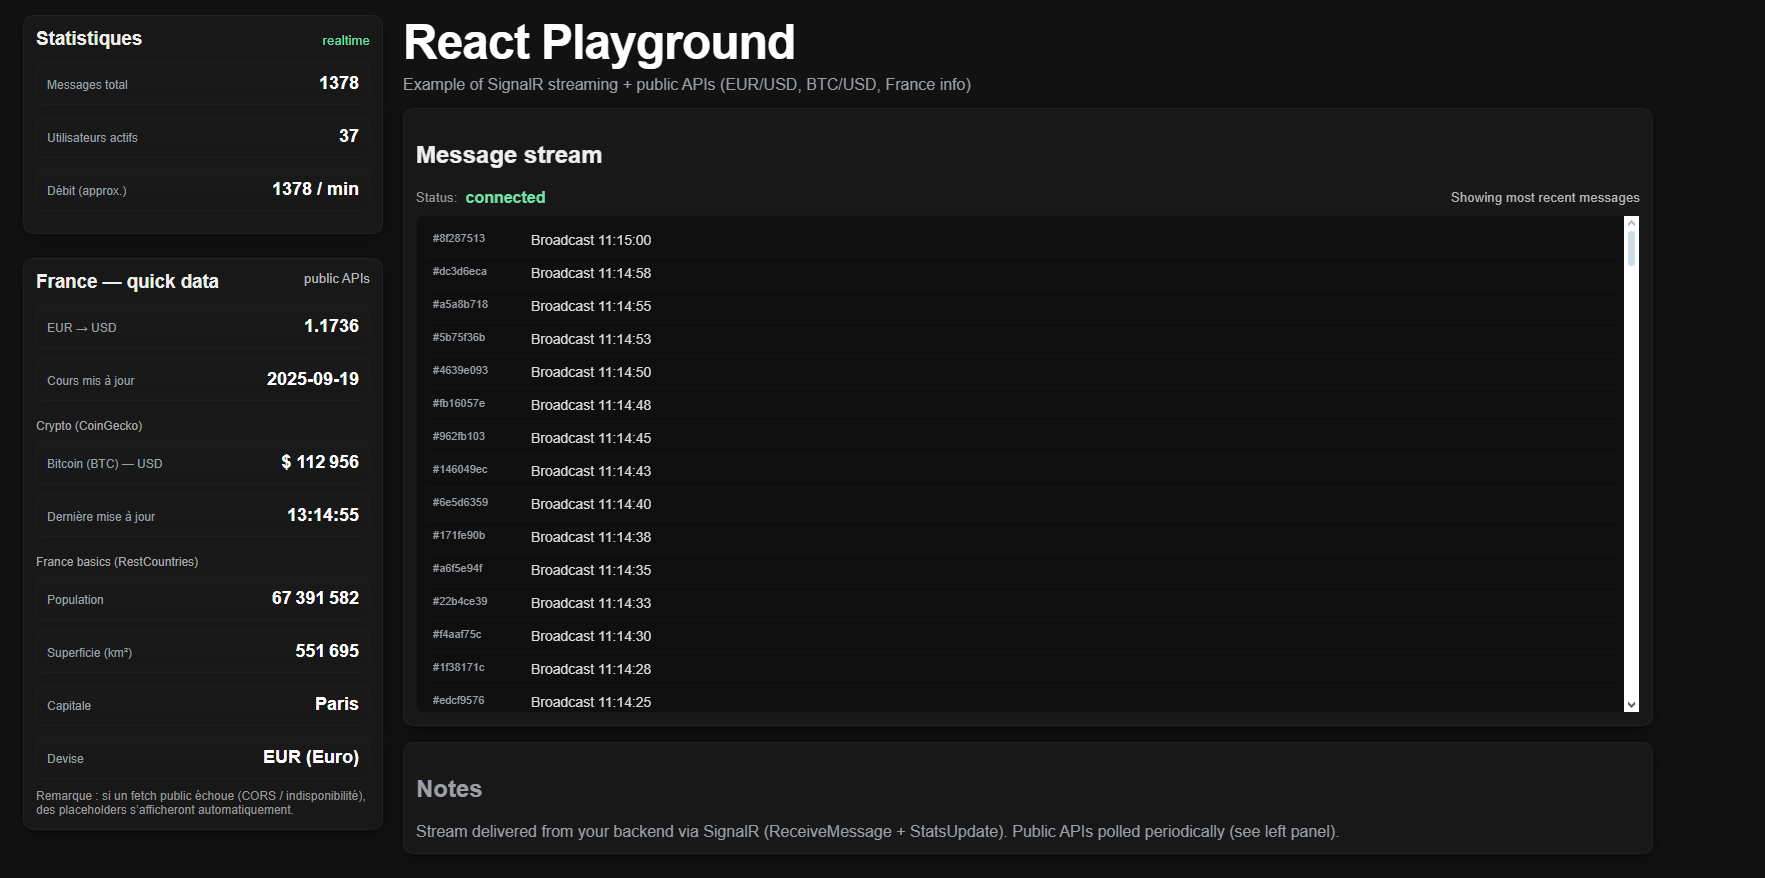 Statistiques
realtime
Messages total
1378
Utilisateurs actifs
37
Débit (approx.)
1378 / min
France — quick data
public APIs
EUR → USD
1.1736
Cours mis à jour
2025-09-19
Crypto (CoinGecko)
Bitcoin (BTC) — USD
$ 112 956
Dernière mise à jour
13:14:55
France basics (RestCountries)
Population
67 391 582
Superficie (km²)
551 695
Capitale
Paris
Devise
EUR (Euro)
Remarque : si un fetch public échoue (CORS / indisponibilité),
des placeholders s'afficheront automatiquement.
React Playground
Example of SignalR streaming + public APIs (EUR/USD, BTC/USD, France info)
Message stream
Status: connected
Showing most recent messages
#8f287513 Broadcast 11:15:00
#dc3d6eca Broadcast 11:14:58
#a5a8b718 Broadcast 11:14:55
#5b75f36b Broadcast 11:14:53
#4639e093 Broadcast 11:14:50
#fb16057e Broadcast 11:14:48
#962fb103 Broadcast 11:14:45
#146049ec Broadcast 11:14:43
#6e5d6359 Broadcast 11:14:40
#171fe90b Broadcast 11:14:38
#a6f5e94f Broadcast 11:14:35
#22b4ce39 Broadcast 11:14:33
#f4aaf75c Broadcast 11:14:30
#1f38171c Broadcast 11:14:28
#edcf9576 Broadcast 11:14:25
Notes
Stream delivered from your backend via SignalR (ReceiveMessage + StatsUpdate). Public APIs polled periodically (see left panel).